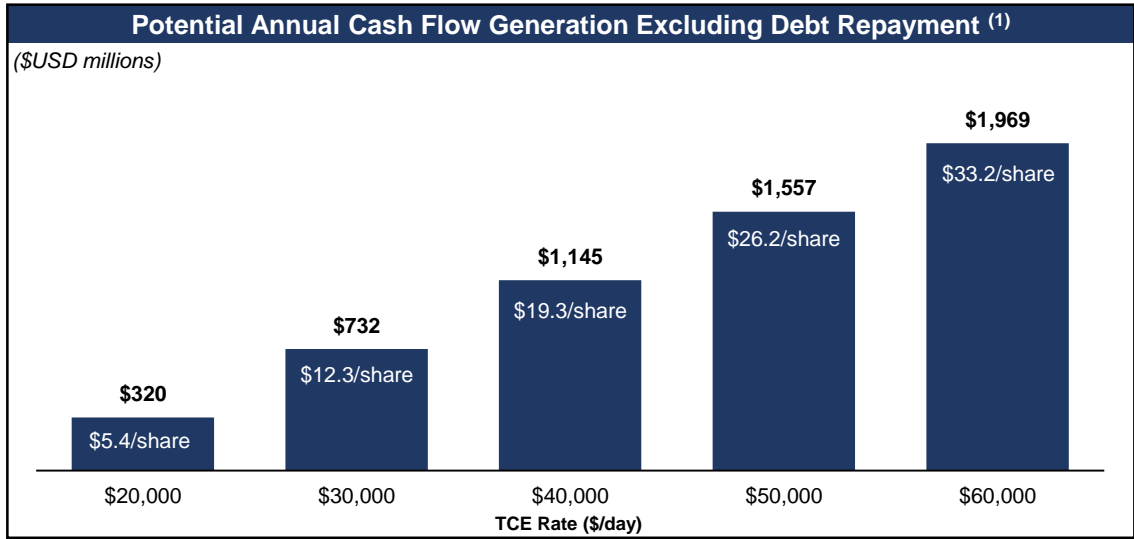 Potential Annual Cash Flow Generation Excluding Debt Repayment (1)
($USD millions)
$1,969
$33.2/share
$1,557
$26.2/share
$1,145
$19.3/share
$732
$12.3/share
$320
$5.4/share
$20,000 $30,000 $40,000 $50,000 $60,000
TCE Rate ($/day)